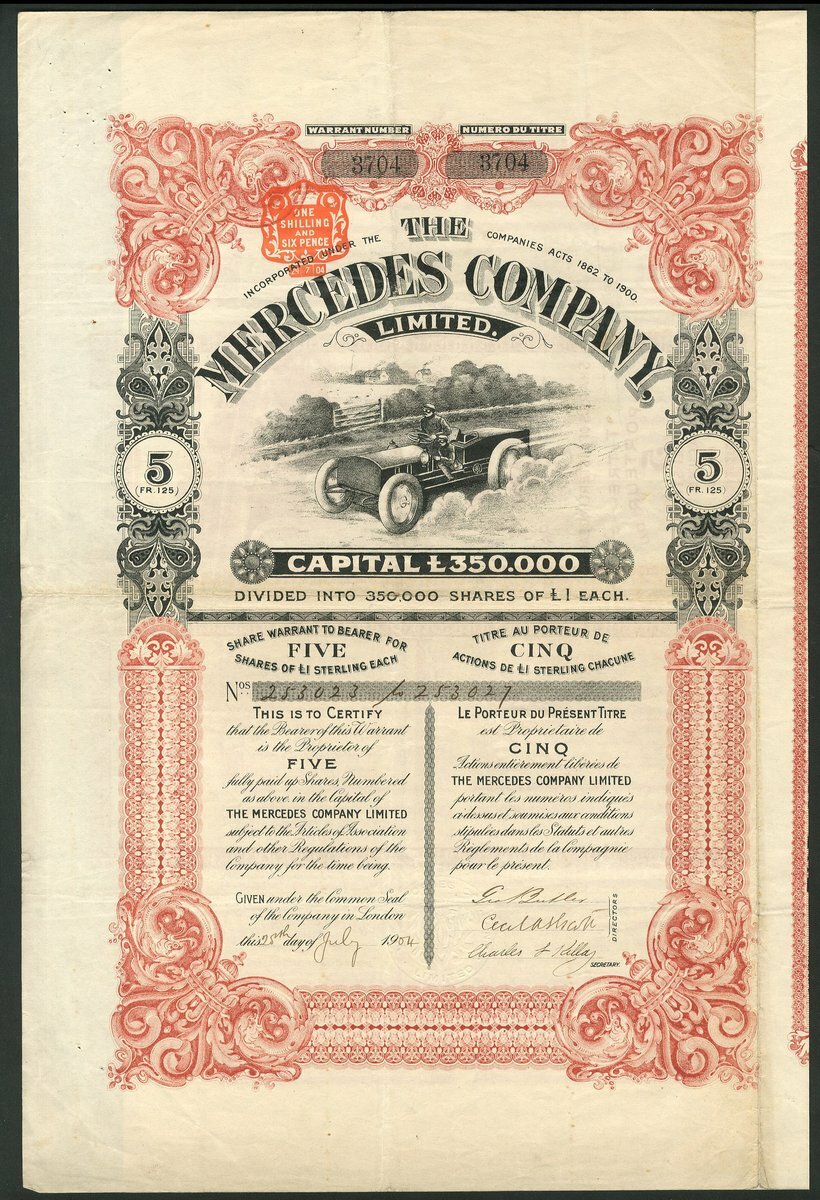 WARRANT NUMBER
NUMERO DU TITRE
3704
3704
ONE
SHILLING
AND
SIX PENCE
7 04
THE
INCORPORATED UNDER THE COMPANIES ACTS 1862 TO 1900.
MERCEDES COMPANY,
LIMITED.
5
(FR. 125)
5
(FR. 125)
CAPITAL £350.000
DIVIDED INTO 350,000 SHARES OF £1 EACH.
SHARE WARRANT TO BEARER FOR
FIVE
SHARES OF £1 STERLING EACH
TITRE AU PORTEUR DE
CINQ
ACTIONS DE £1 STERLING CHACUNE
Nos. 253023 to 253027
THIS IS TO CERTIFY
that the Bearer of this Warrant
is the Proprietor of
FIVE
fully paid up Shares, Numbered
as above in the Capital of
THE MERCEDES COMPANY LIMITED
subject to the Articles of Association
and other Regulations of the
Company for the time being.
GIVEN under the Common Seal
of the Company in London
this 25th day of July 1904
LE PORTEUR DU PRÉSENT TITRE
est Propriétaire de
CINQ
Actions entièrement libérées de
THE MERCEDES COMPANY LIMITED
portant les numeros indiqués
a-dessus et soumises aux conditions
stipulées dans les Statuts et autres
Réglements de la Compagnie
pour le présent.
Geo Butler
Cecil
DIRECTORS
Charles
SECRETARY.